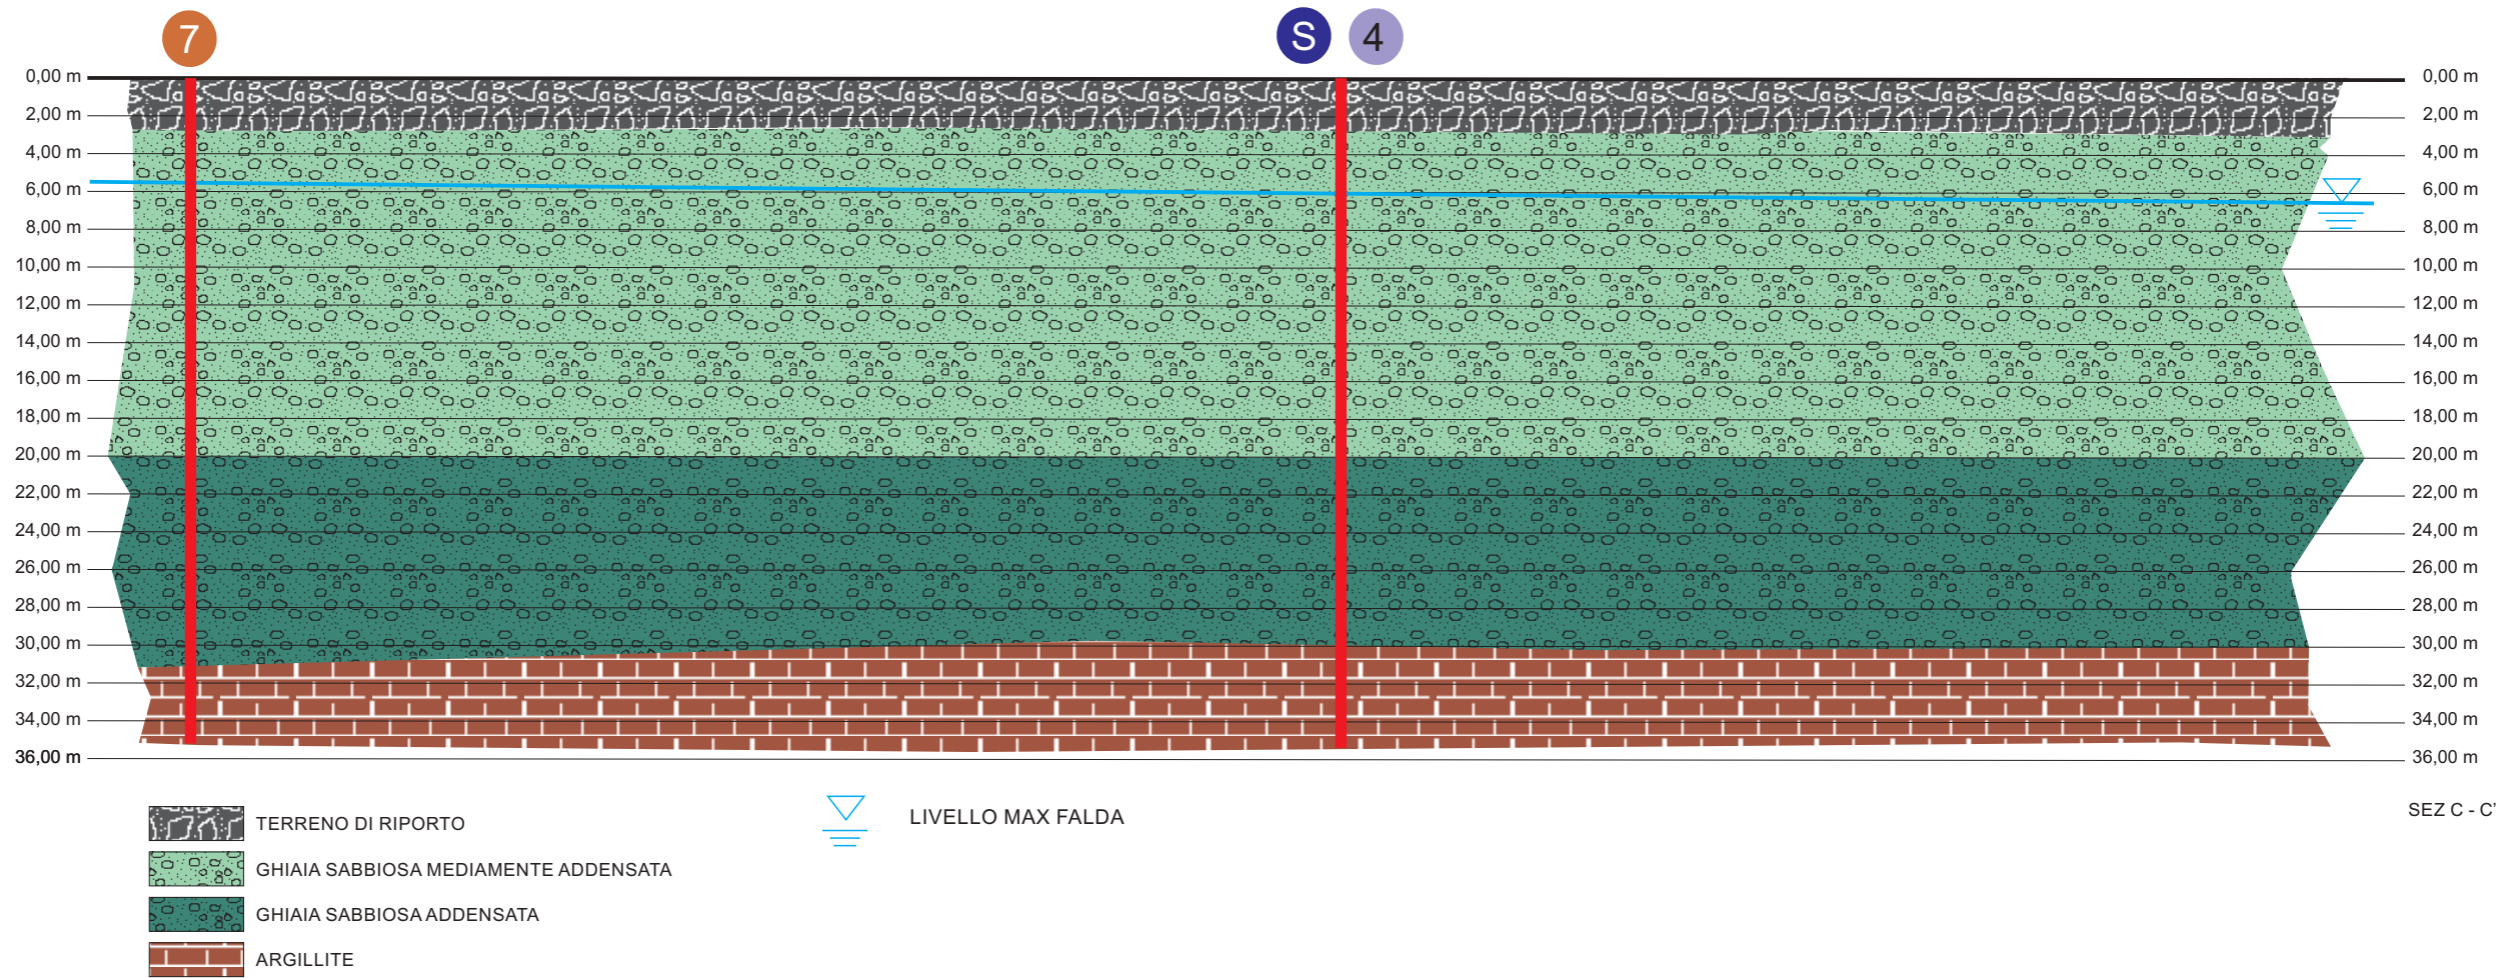 7 S 4
0,00 m 0,00 m
2,00 m 2,00 m
4,00 m 4,00 m
6,00 m 6,00 m
8,00 m 8,00 m
10,00 m 10,00 m
12,00 m 12,00 m
14,00 m 14,00 m
16,00 m 16,00 m
18,00 m 18,00 m
20,00 m 20,00 m
22,00 m 22,00 m
24,00 m 24,00 m
26,00 m 26,00 m
28,00 m 28,00 m
30,00 m 30,00 m
32,00 m 32,00 m
34,00 m 34,00 m
36,00 m 36,00 m
SEZ C - C'
TERRENO DI RIPORTO
LIVELLO MAX FALDA
GHIAIA SABBIOSA MEDIAMENTE ADDENSATA
GHIAIA SABBIOSA ADDENSATA
ARGILLITE